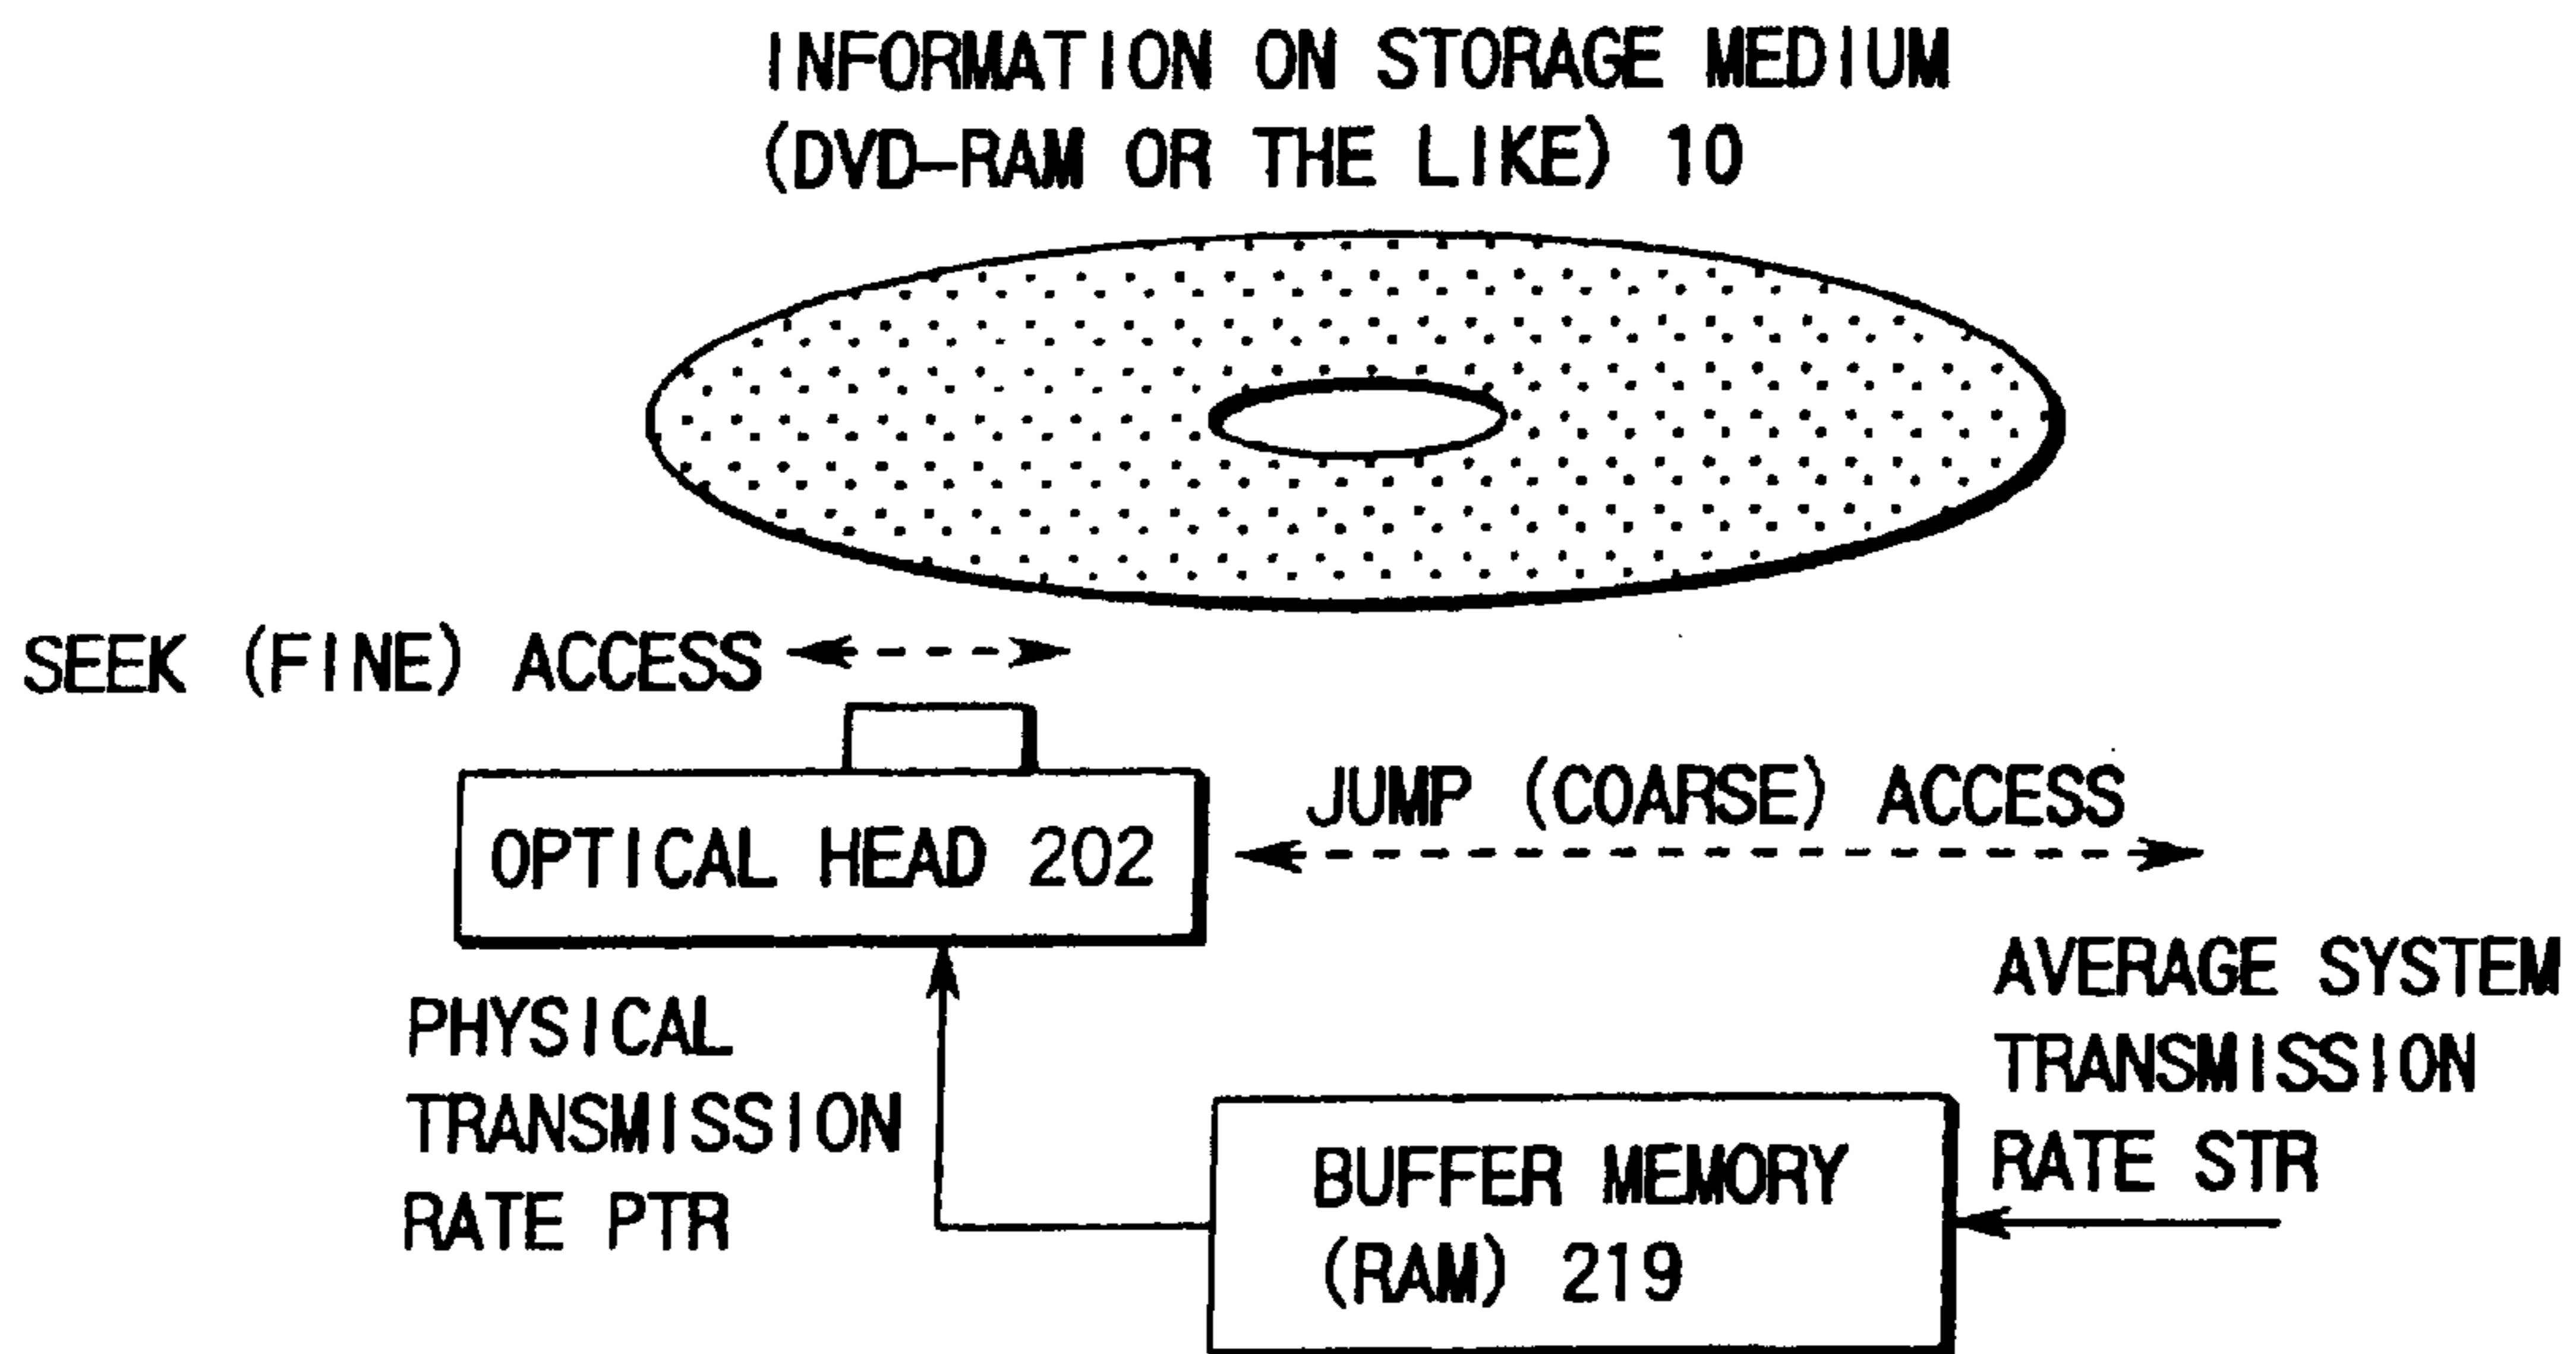 INFORMATION ON STORAGE MEDIUM
(DVD-RAM OR THE LIKE) 10
SEEK (FINE) ACCESS
OPTICAL HEAD 202
JUMP (COARSE) ACCESS
PHYSICAL
TRANSMISSION
RATE PTR
AVERAGE SYSTEM
TRANSMISSION
RATE STR
BUFFER MEMORY
(RAM) 219